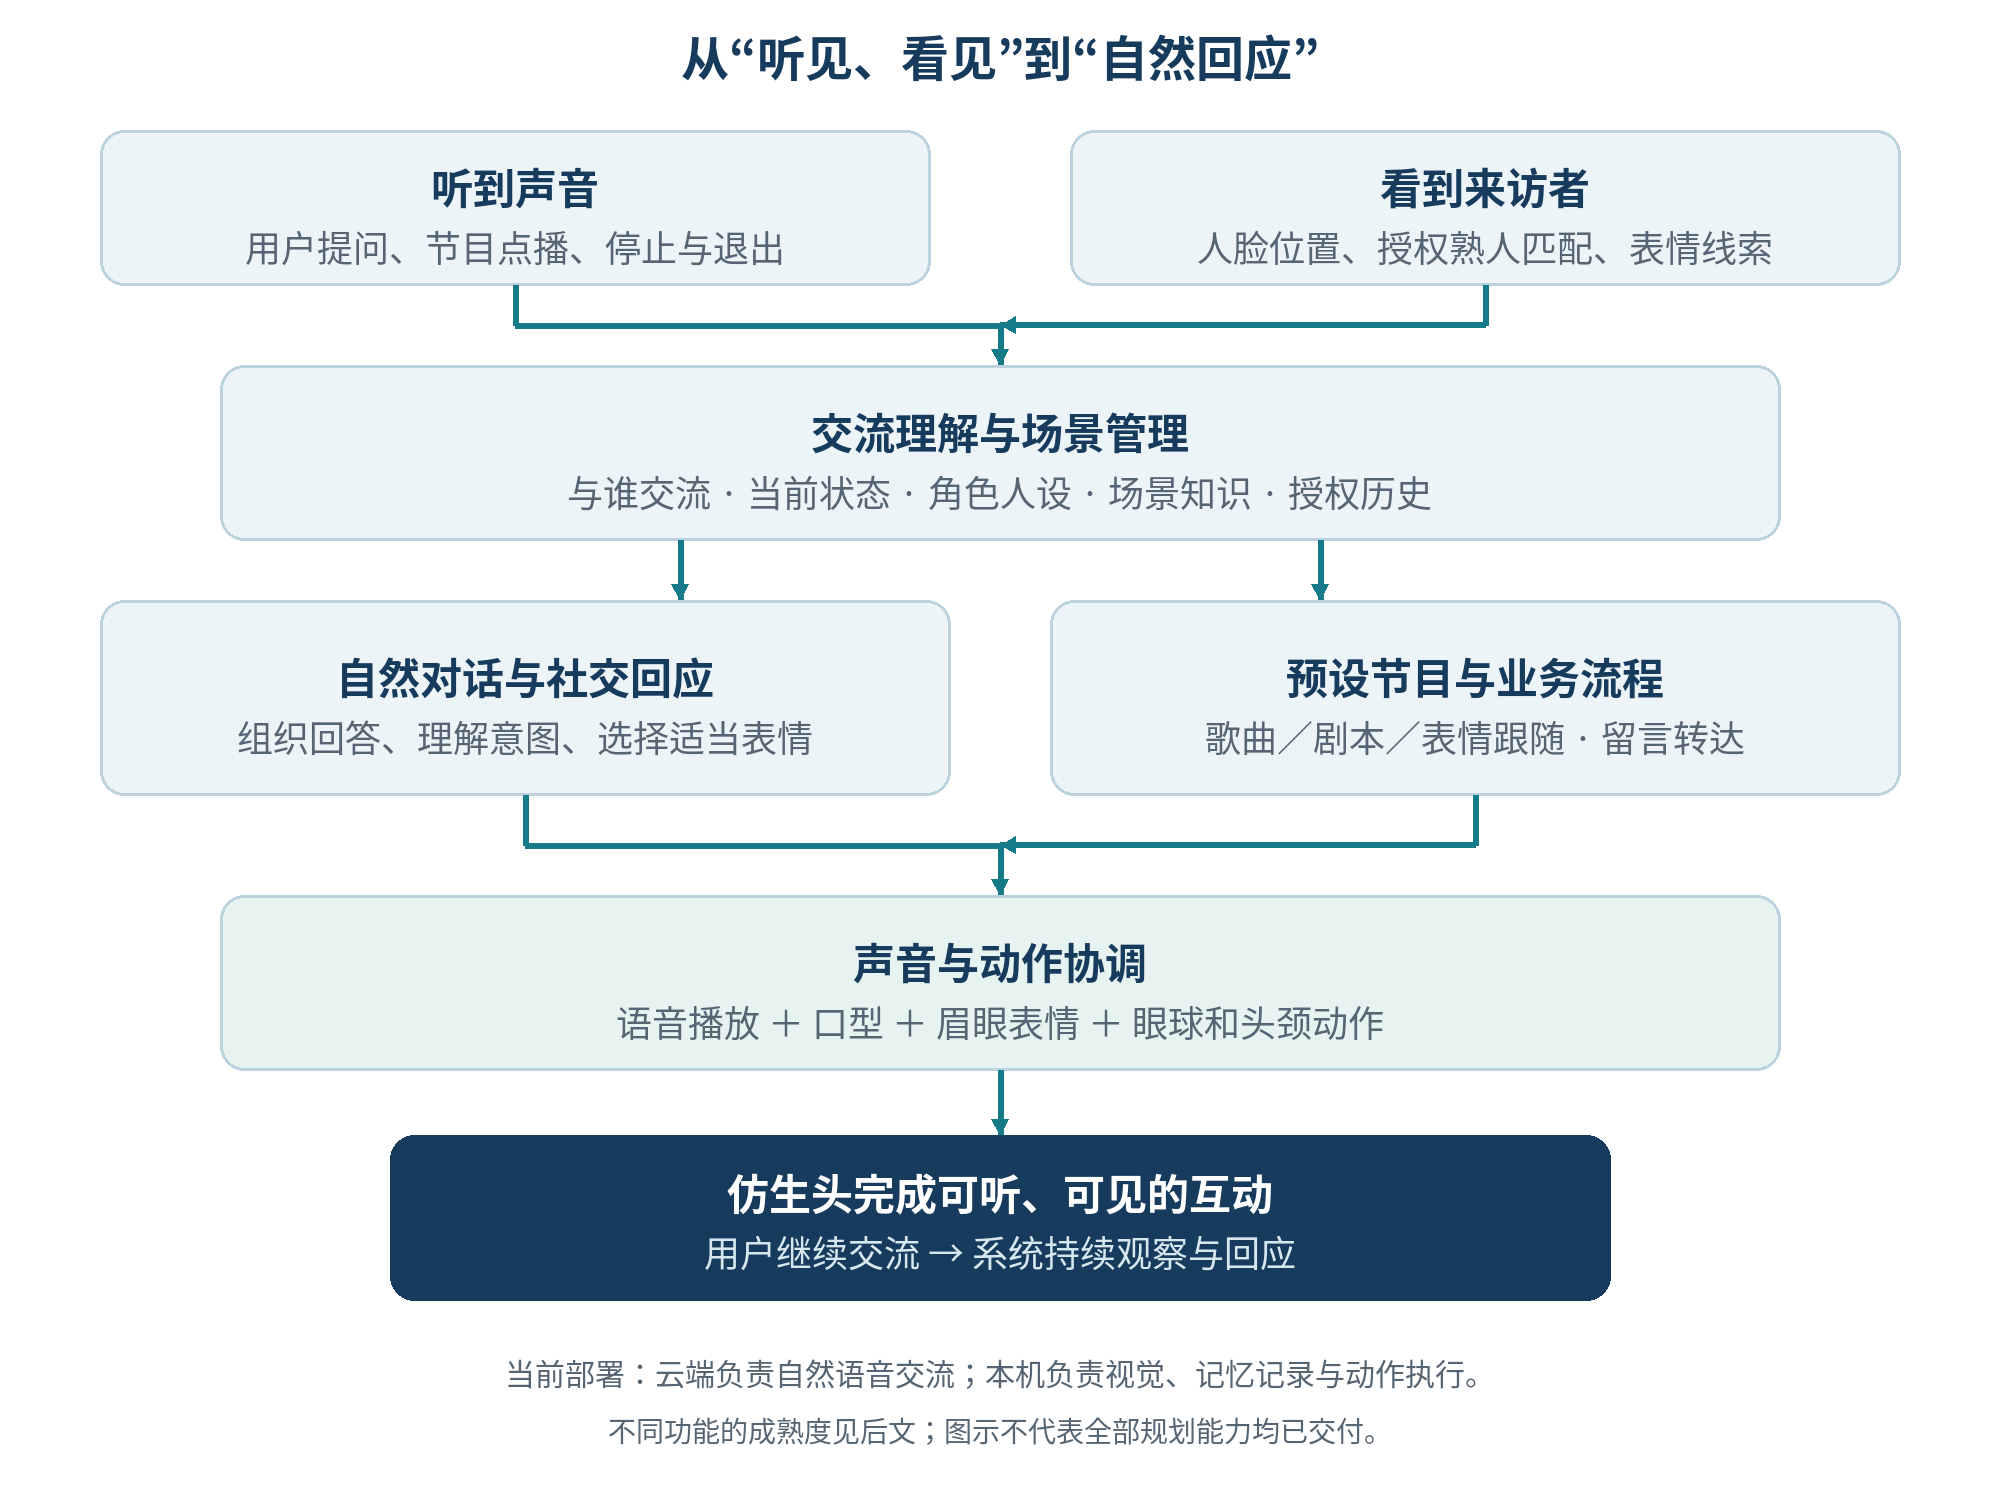 从“听见、看见”到“自然回应”
听到声音
用户提问、节目点播、停止与退出
看到来访者
人脸位置、授权熟人匹配、表情线索
交流理解与场景管理
与谁交流 · 当前状态 · 角色人设 · 场景知识 · 授权历史
自然对话与社交回应
组织回答、理解意图、选择适当表情
预设节目与业务流程
歌曲／剧本／表情跟随 · 留言转达
声音与动作协调
语音播放 ＋ 口型 ＋ 眉眼表情 ＋ 眼球和头颈动作
仿生头完成可听、可见的互动
用户继续交流 → 系统持续观察与回应
当前部署：云端负责自然语音交流；本机负责视觉、记忆记录与动作执行。
不同功能的成熟度见后文；图示不代表全部规划能力均已交付。